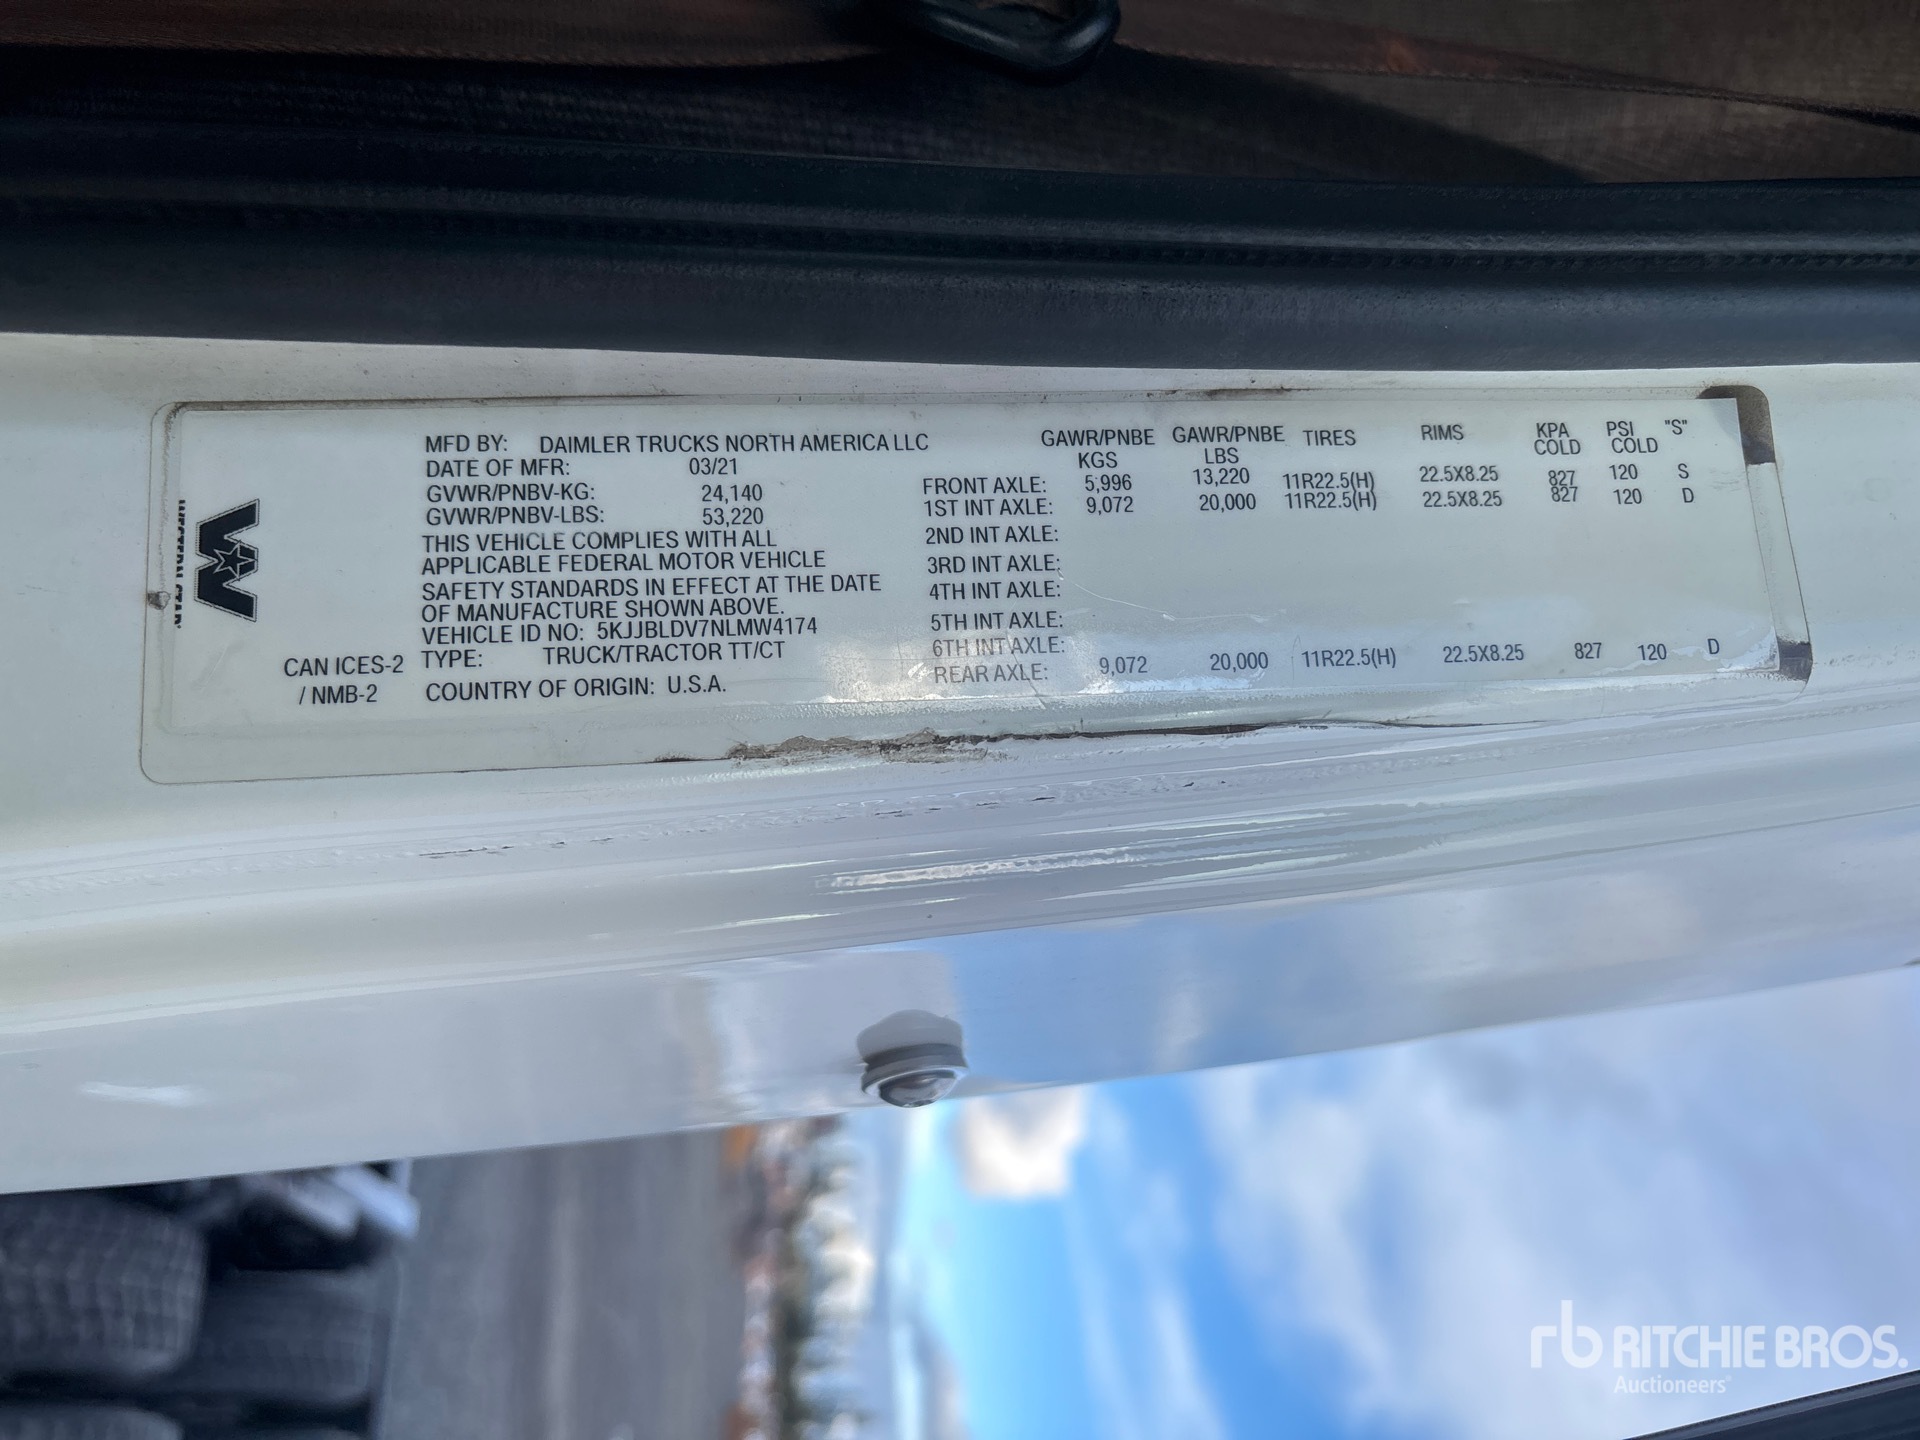 MFD BY: DAIMLER TRUCKS NORTH AMERICA LLC
DATE OF MFR: 03/21
GVWR/PNBV-KG: 24,140
GVWR/PNBV-LBS: 53,220
THIS VEHICLE COMPLIES WITH ALL
APPLICABLE FEDERAL MOTOR VEHICLE
SAFETY STANDARDS IN EFFECT AT THE DATE
OF MANUFACTURE SHOWN ABOVE.
VEHICLE ID NO: 5KJJBLDV7NLMW4174
TYPE: TRUCK/TRACTOR TT/CT
COUNTRY OF ORIGIN: U.S.A.
CAN ICES-2
/ NMB-2
WESTERN STAR
GAWR/PNBE GAWR/PNBE TIRES RIMS KPA PSI "S"
KGS LBS COLD COLD
FRONT AXLE: 5,996 13,220 11R22.5(H) 22.5X8.25 827 120 S
1ST INT AXLE: 9,072 20,000 11R22.5(H) 22.5X8.25 827 120 D
2ND INT AXLE:
3RD INT AXLE:
4TH INT AXLE:
5TH INT AXLE:
6TH INT AXLE:
REAR AXLE: 9,072 20,000 11R22.5(H) 22.5X8.25 827 120 D
rb RITCHIE BROS.
Auctioneers